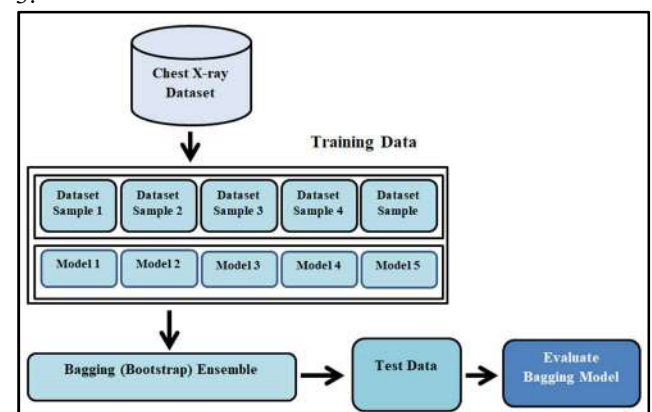 Chest X-ray
Dataset
Training Data
Dataset
Sample 1
Dataset
Sample 2
Dataset
Sample 3
Dataset
Sample 4
Dataset
Sample
Model 1
Model 2
Model 3
Model 4
Model 5
Bagging (Bootstrap) Ensemble
Test Data
Evaluate
Bagging Model